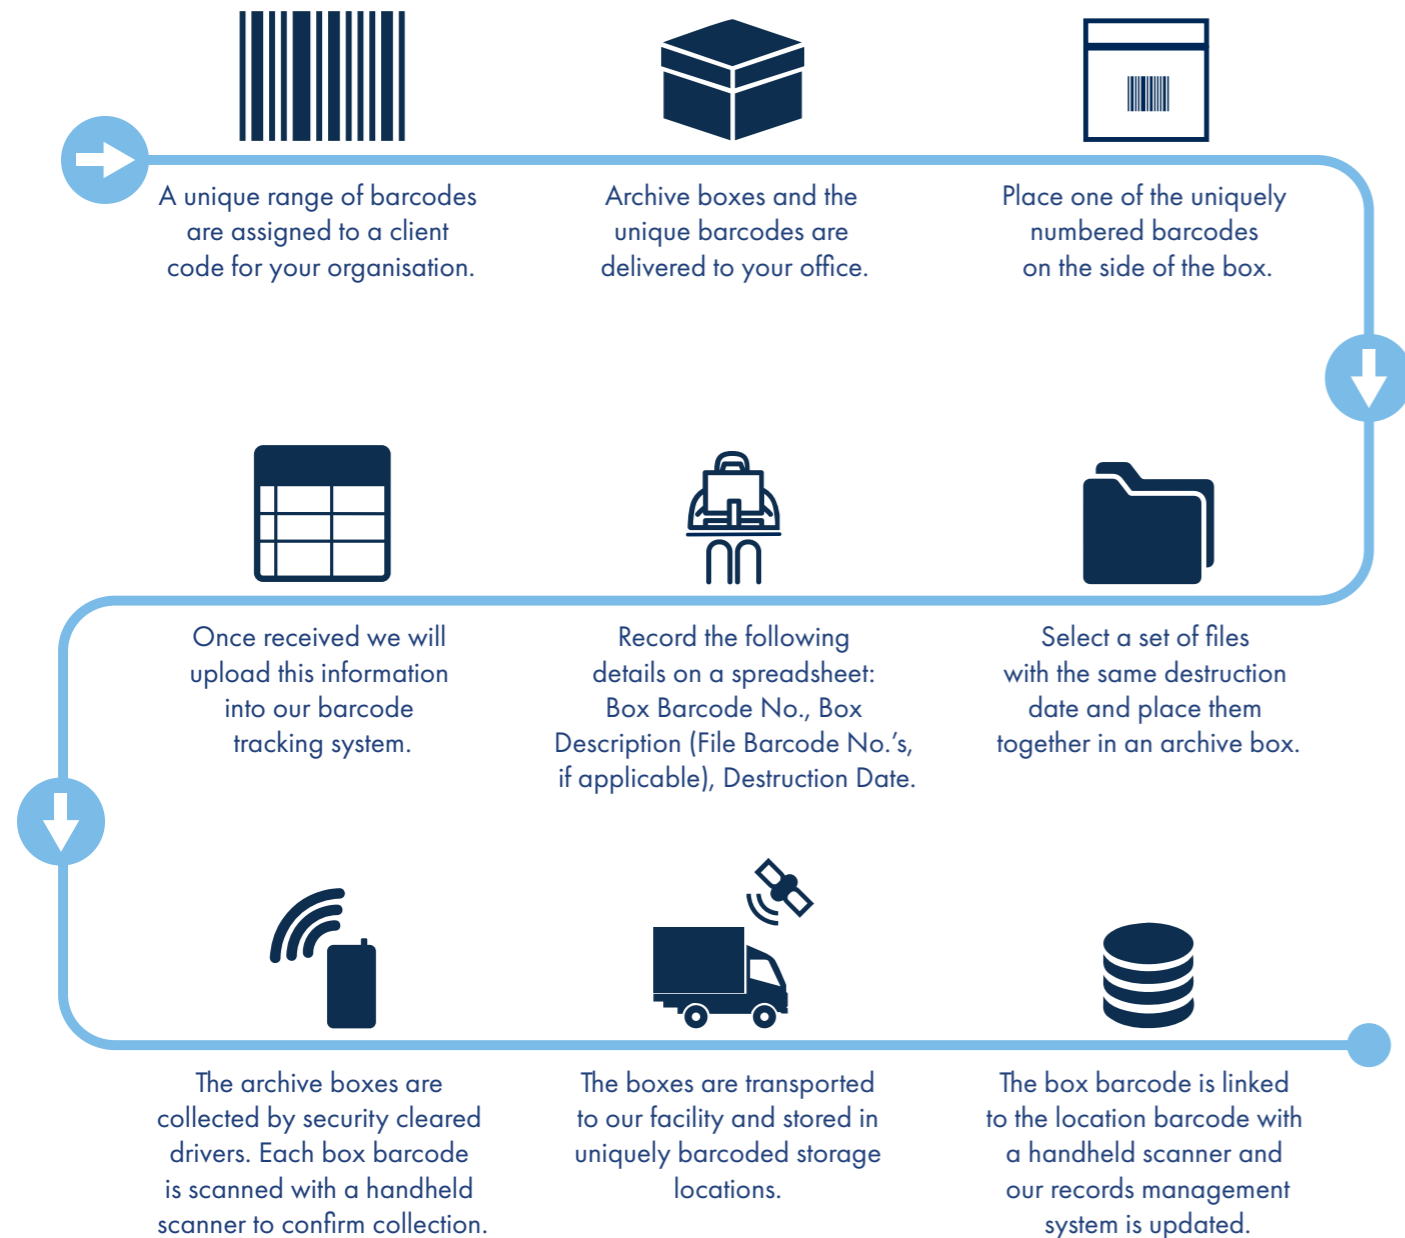 A unique range of barcodes
are assigned to a client
code for your organisation.
Archive boxes and the
unique barcodes are
delivered to your office.
Place one of the uniquely
numbered barcodes
on the side of the box.
Select a set of files
with the same destruction
date and place them
together in an archive box.
Record the following
details on a spreadsheet:
Box Barcode No., Box
Description (File Barcode No.’s,
if applicable), Destruction Date.
Once received we will
upload this information
into our barcode
tracking system.
The archive boxes are
collected by security cleared
drivers. Each box barcode
is scanned with a handheld
scanner to confirm collection.
The boxes are transported
to our facility and stored in
uniquely barcoded storage
locations.
The box barcode is linked
to the location barcode with
a handheld scanner and
our records management
system is updated.